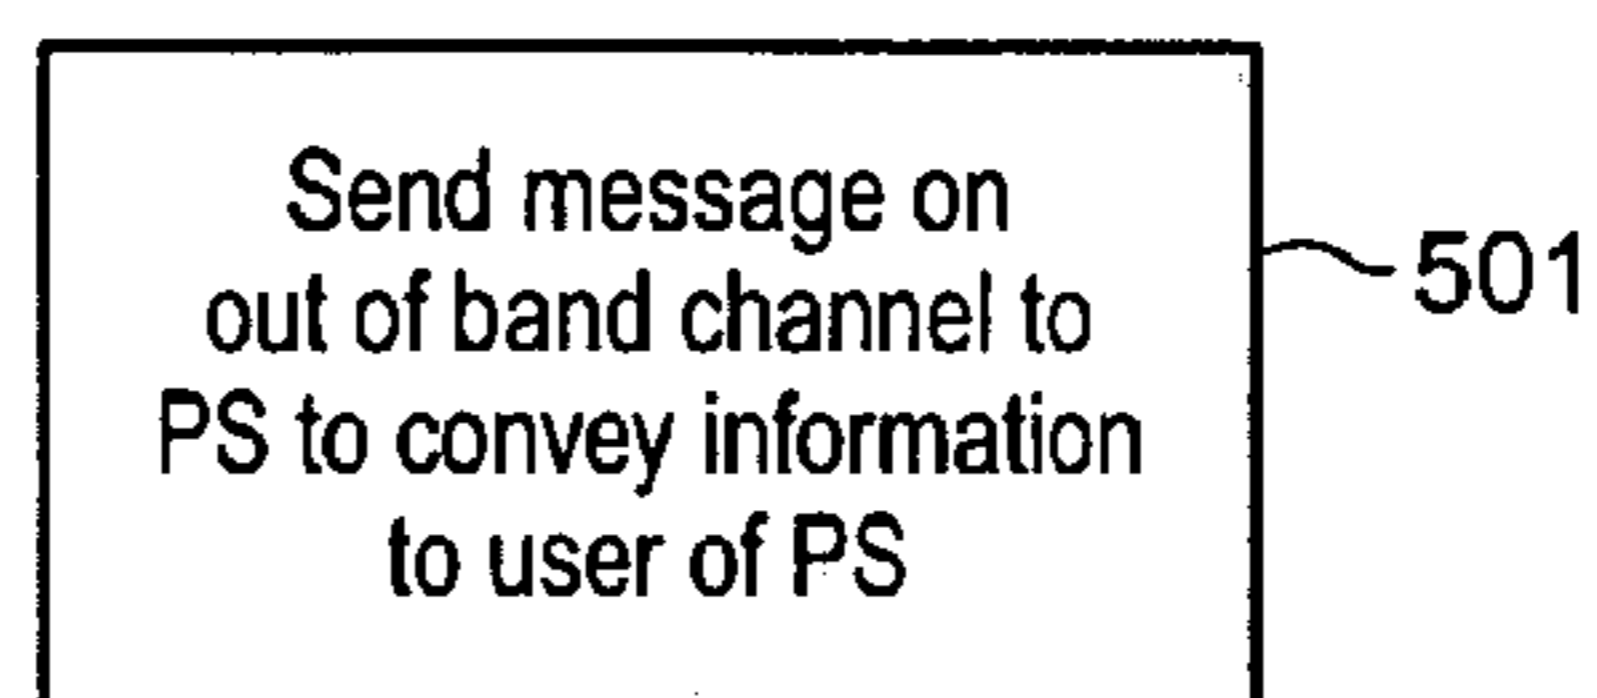 Send message on
out of band channel to
PS to convey information
to user of PS
501